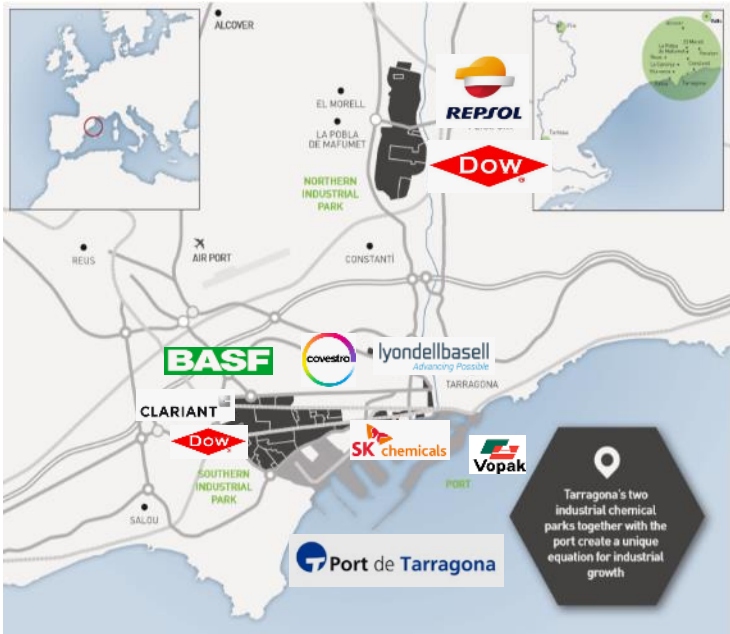 ALCOVER
EL MORELL
LA POBLA
DE MAFUMET
REPSOL
Dow
NORTHERN
INDUSTRIAL
PARK
REUS
AIR PORT
CONSTANTÍ
BASF
covestro
lyondellbasell
Advancing Possible
TARRAGONA
CLARIANT
Dow
SK chemicals
Vopak
SOUTHERN
INDUSTRIAL
PARK
PORT
SALOU
Port de Tarragona
Tarragona's two
industrial chemical
parks together with the
port create a unique
equation for industrial
growth